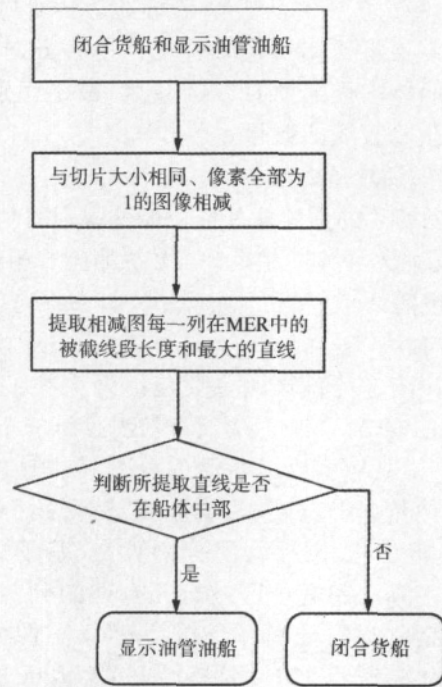 闭合货船和显示油管油船
与切片大小相同、像素全部为
1的图像相减
提取相减图每一列在MER中的
被截线段长度和最大的直线
判断所提取直线是否
在船体中部
否
是
显示油管油船
闭合货船